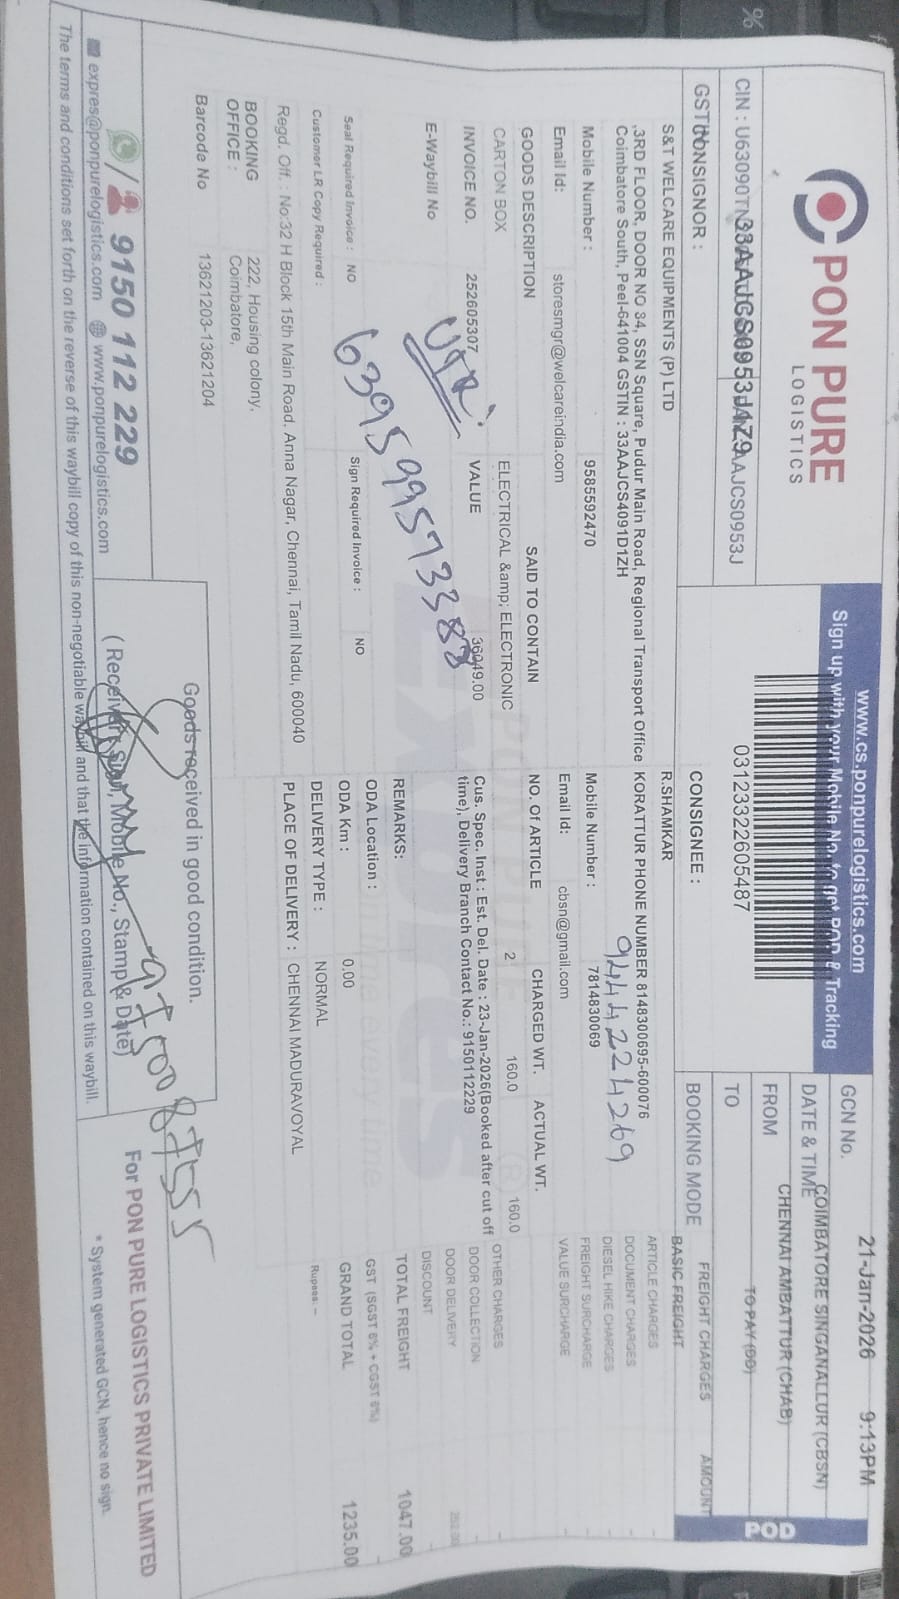 PON PURE
LOGISTICS
www.cs.ponpurelogistics.com
Sign up with your Mobile No. to get POD & Tracking
03123322605487
GCN No.
21-Jan-2026 9:13PM
DATE & TIME
COIMBATORE SINGANALLUR (CBSN)
FROM
CHENNAI AMBATTUR (CHAB)
TO
TO PAY (DD)
BOOKING MODE
POD
GSTIN
CONSIGNOR :
S&T WELCARE EQUIPMENTS (P) LTD
,3RD FLOOR, DOOR NO 34, SSN Square, Pudur Main Road, Regional Transport Office
Coimbatore South, Peel-641004 GSTIN : 33AAJCS4091D1ZH
Mobile Number : 9585592470
Email Id: storesmgr@welcareindia.com
CONSIGNEE :
R.SHAMKAR
KORATTUR PHONE NUMBER 8148300695-600076
9444224269
Mobile Number : 7814830069
Email Id: cbsn@gmail.com
GOODS DESCRIPTION SAID TO CONTAIN NO. Of ARTICLE CHARGED WT. ACTUAL WT.
CARTON BOX ELECTRICAL &amp; ELECTRONIC 2 160.0 160.0
INVOICE NO. 252605307 VALUE 36049.00
E-Waybill No
Cus. Spec. Inst : Est. Del. Date : 23-Jan-2026(Booked after cut off
time), Delivery Branch Contact No.: 9150112229
REMARKS:
ODA Location :
ODA Km : 0.00
DELIVERY TYPE : NORMAL
PLACE OF DELIVERY : CHENNAI MADURAVOYAL
Seal Required Invoice : NO Sign Required Invoice : NO
Customer LR Copy Required :
Regd. Off. : No:32 H Block 15th Main Road. Anna Nagar, Chennai, Tamil Nadu, 600040
BOOKING OFFICE : 222, Housing colony,
Coimbatore,
Barcoda No 13621203-13621204
FREIGHT CHARGES AMOUNT
BASIC FREIGHT
ARTICLE CHARGES -
DOCUMENT CHARGES -
DIESEL HIKE CHARGES -
FREIGHT SURCHARGE -
VALUE SURCHARGE -
OTHER CHARGES -
DOOR COLLECTION -
DOOR DELIVERY
DISCOUNT -
TOTAL FREIGHT 1047.00
GST (SGST 6% + CGST 6%) -
GRAND TOTAL 1235.00
Rupees: --
9150 112 229
expres@ponpurelogistics.com www.ponpurelogistics.com
Goods received in good condition.
For PON PURE LOGISTICS PRIVATE LIMITED
* System generated GCN, hence no sign.
The terms and conditions set forth on the reverse of this waybill copy of this non-negotiable waybill and that the information contained on this waybill.